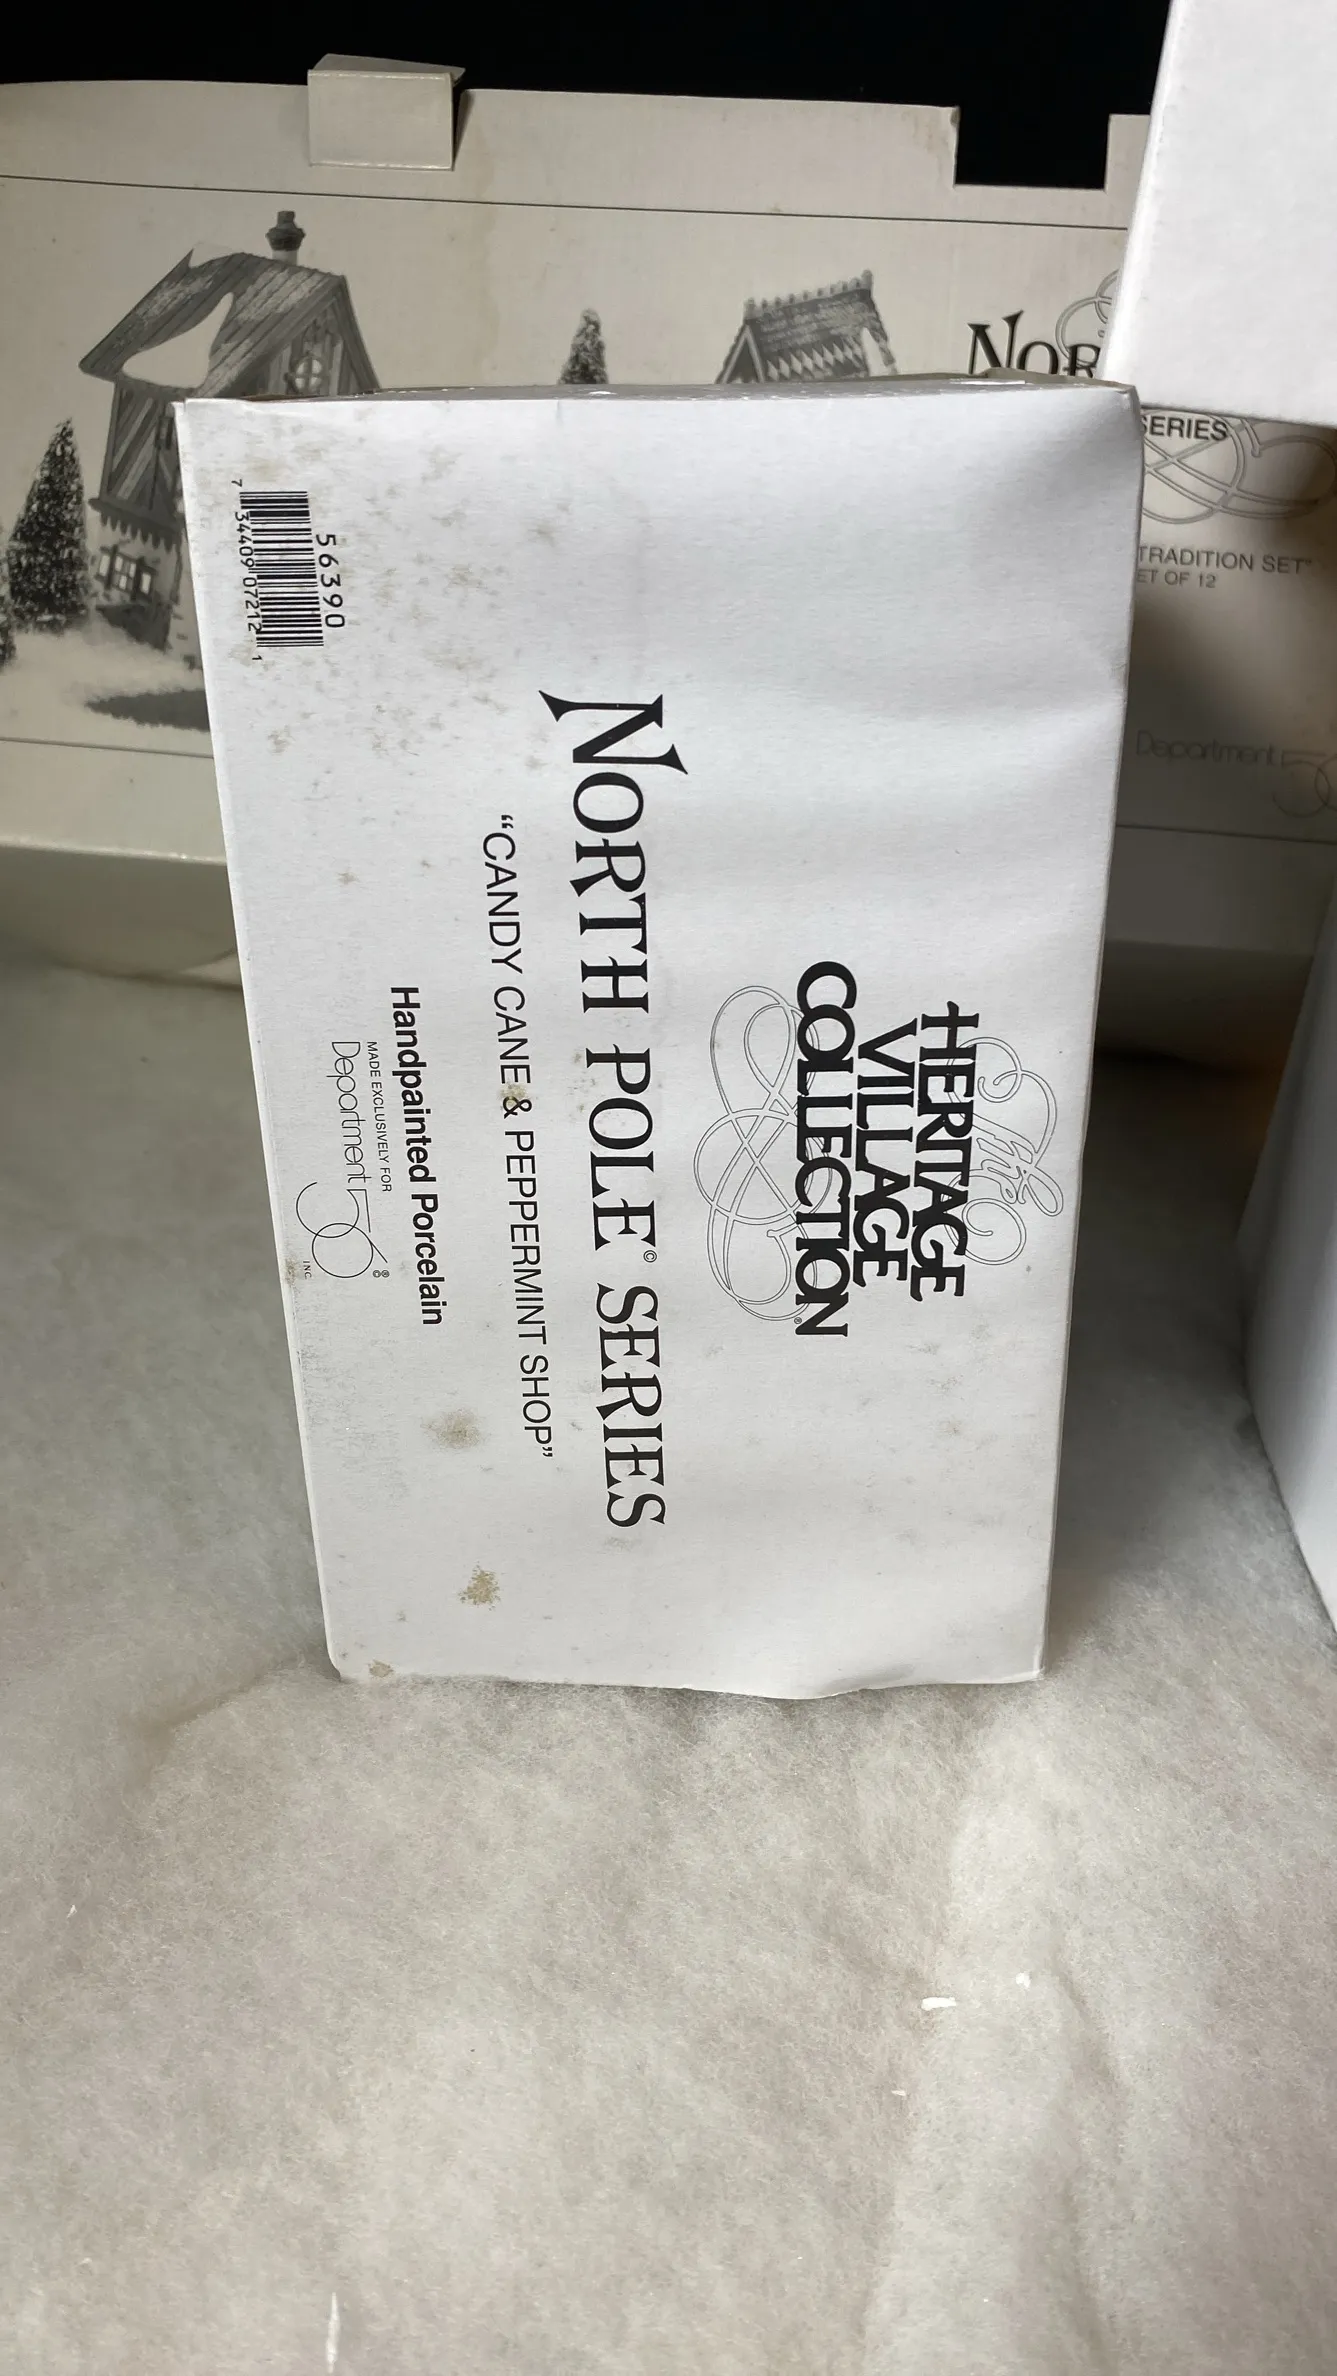 The
HERITAGE
VILLAGE
COLLECTION®
NORTH POLE© SERIES
“CANDY CANE & PEPPERMINT SHOP”
Handpainted Porcelain
MADE EXCLUSIVELY FOR
Department 56®©
INC
56390
7 34409 07212 1
NOR
SERIES
TRADITION SET"
ET OF 12
Department 56